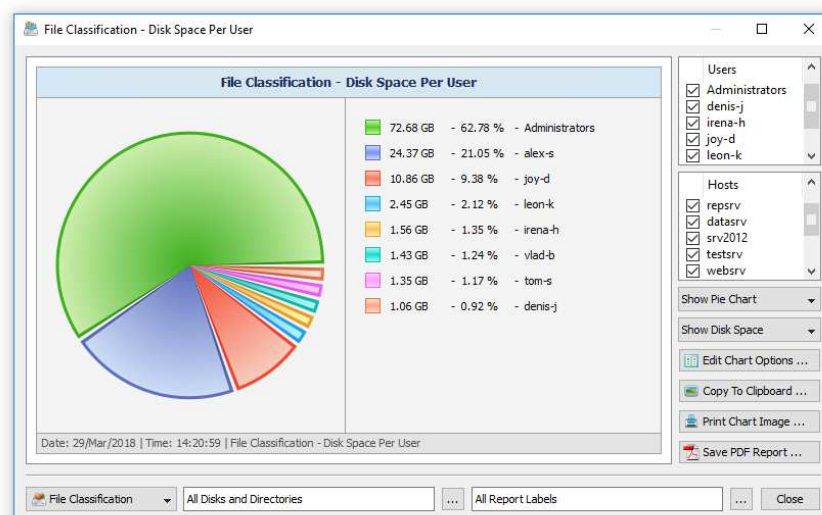 File Classification - Disk Space Per User
File Classification - Disk Space Per User
72.68 GB - 62.78 % - Administrators
24.37 GB - 21.05 % - alex-s
10.86 GB - 9.38 % - joy-d
2.45 GB - 2.12 % - leon-k
1.56 GB - 1.35 % - irena-h
1.43 GB - 1.24 % - vlad-b
1.35 GB - 1.17 % - tom-s
1.06 GB - 0.92 % - denis-j
Date: 29/Mar/2018 | Time: 14:20:59 | File Classification - Disk Space Per User
Users
Administrators
denis-j
irena-h
joy-d
leon-k
Hosts
repsrv
datasrv
srv2012
testsrv
websrv
Show Pie Chart
Show Disk Space
Edit Chart Options ...
Copy To Clipboard ...
Print Chart Image ...
Save PDF Report ...
File Classification All Disks and Directories ... All Report Labels ... Close